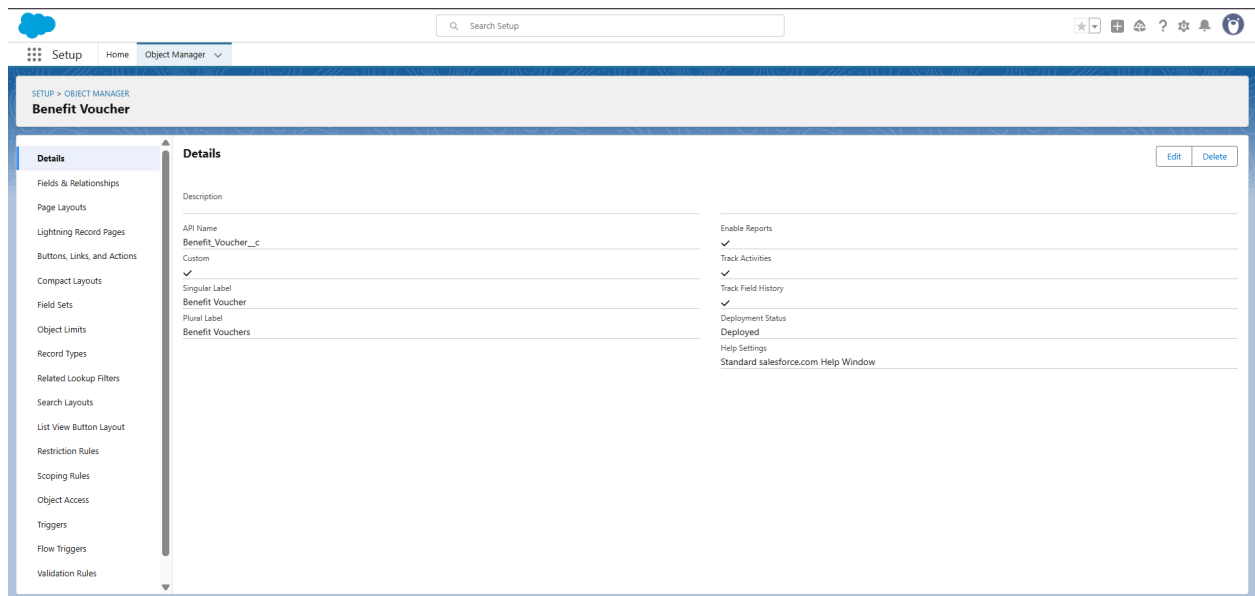 Search Setup
Setup
Home
Object Manager
SETUP > OBJECT MANAGER
Benefit Voucher
Details
Fields & Relationships
Page Layouts
Lightning Record Pages
Buttons, Links, and Actions
Compact Layouts
Field Sets
Object Limits
Record Types
Related Lookup Filters
Search Layouts
List View Button Layout
Restriction Rules
Scoping Rules
Object Access
Triggers
Flow Triggers
Validation Rules
Details
Edit
Delete
Description
API Name
Benefit_Voucher__c
Custom
Singular Label
Benefit Voucher
Plural Label
Benefit Vouchers
Enable Reports
Track Activities
Track Field History
Deployment Status
Deployed
Help Settings
Standard salesforce.com Help Window